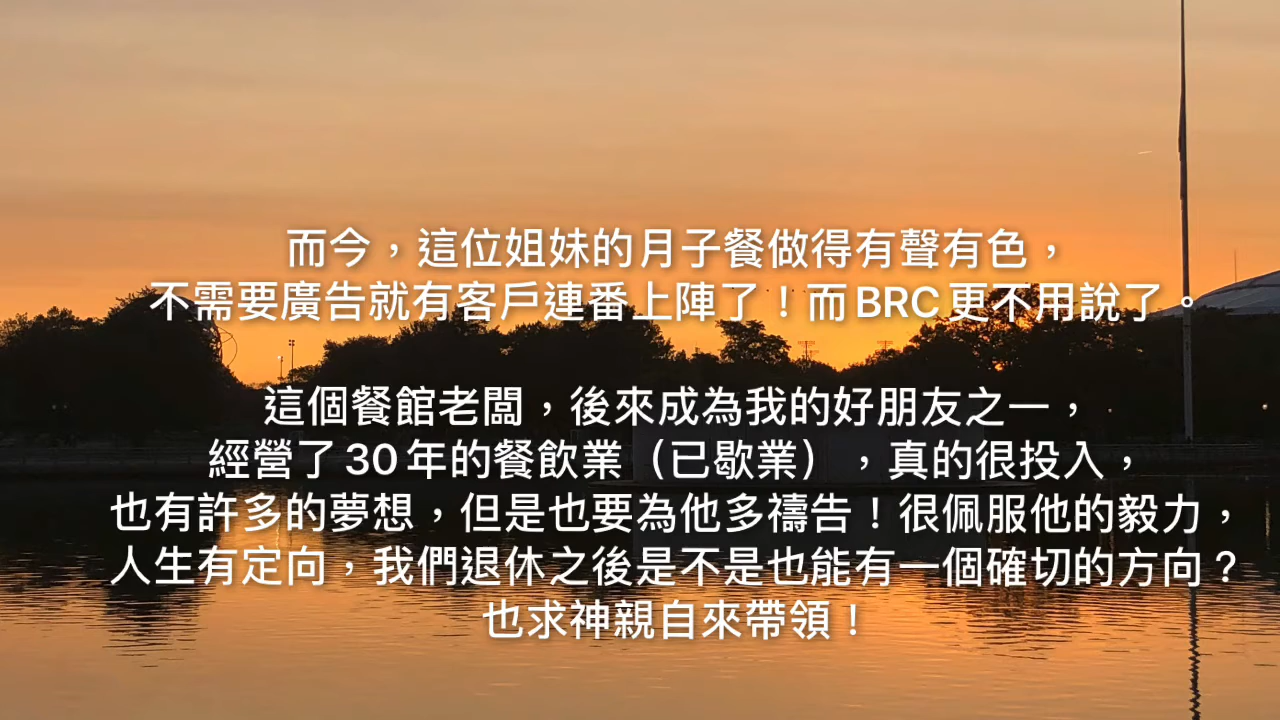 而今，這位姐妹的月子餐做得有聲有色，
不需要廣告就有客戶連番上陣了！而BRC更不用說了。
這個餐館老闆，後來成為我的好朋友之一，
經營了30年的餐飲業（已歇業），真的很投入，
也有許多的夢想，但是也要為他多禱告！很佩服他的毅力，
人生有定向，我們退休之後是不是也能有一個確切的方向？
也求神親自來帶領！